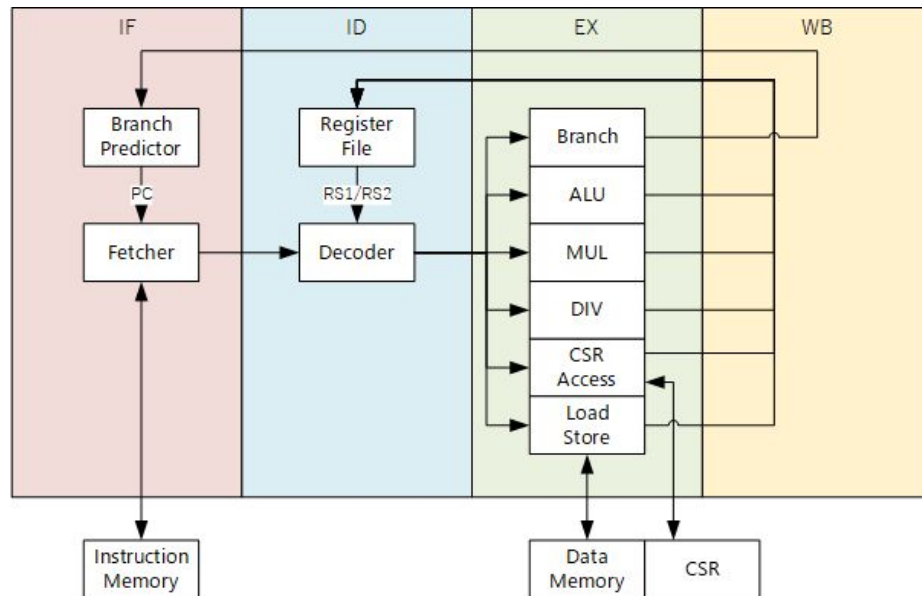 IF
ID
EX
WB
Branch
Predictor
PC
Fetcher
Register
File
RS1/RS2
Decoder
Branch
ALU
MUL
DIV
CSR
Access
Load
Store
Instruction
Memory
Data
Memory
CSR